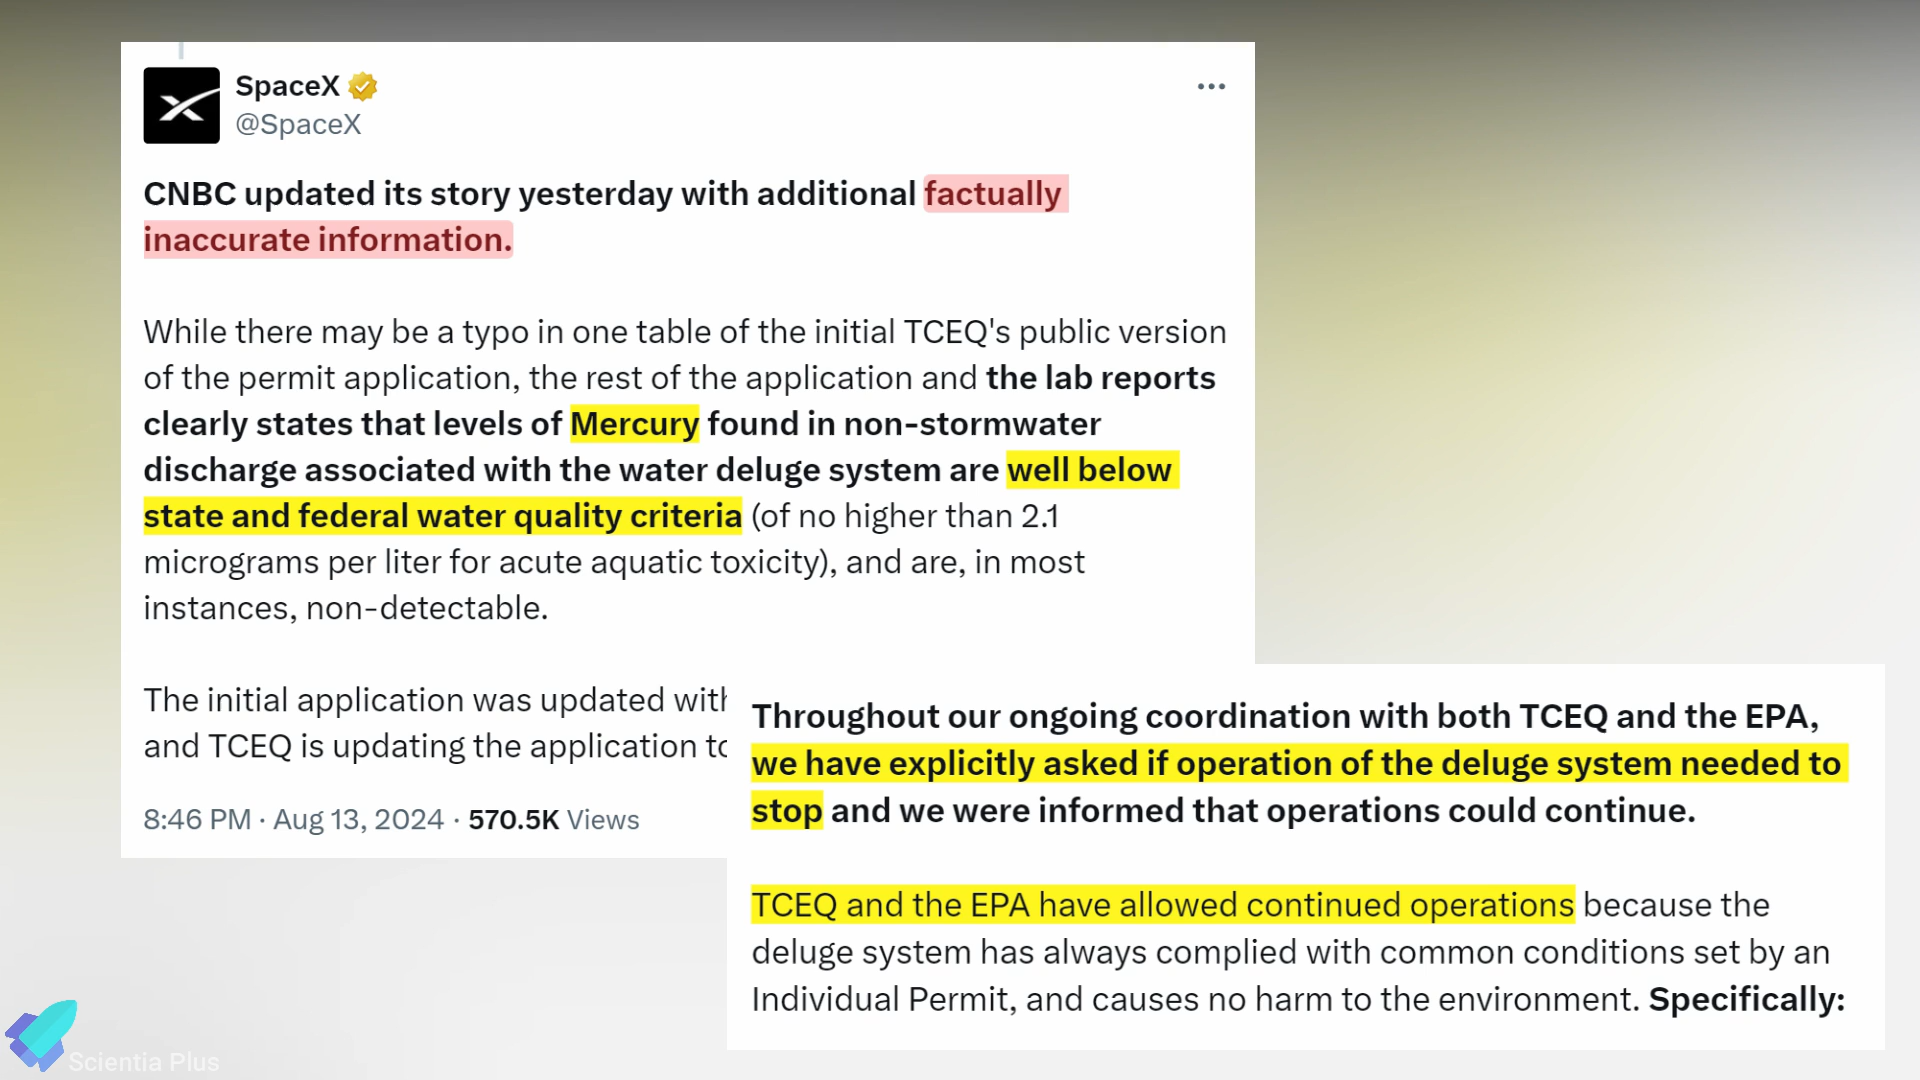 SpaceX
@SpaceX
CNBC updated its story yesterday with additional factually
inaccurate information.
While there may be a typo in one table of the initial TCEQ's public version
of the permit application, the rest of the application and the lab reports
clearly states that levels of Mercury found in non-stormwater
discharge associated with the water deluge system are well below
state and federal water quality criteria (of no higher than 2.1
micrograms per liter for acute aquatic toxicity), and are, in most
instances, non-detectable.
The initial application was updated with
and TCEQ is updating the application to
8:46 PM · Aug 13, 2024 · 570.5K Views
Throughout our ongoing coordination with both TCEQ and the EPA,
we have explicitly asked if operation of the deluge system needed to
stop and we were informed that operations could continue.
TCEQ and the EPA have allowed continued operations because the
deluge system has always complied with common conditions set by an
Individual Permit, and causes no harm to the environment. Specifically:
Scientia Plus